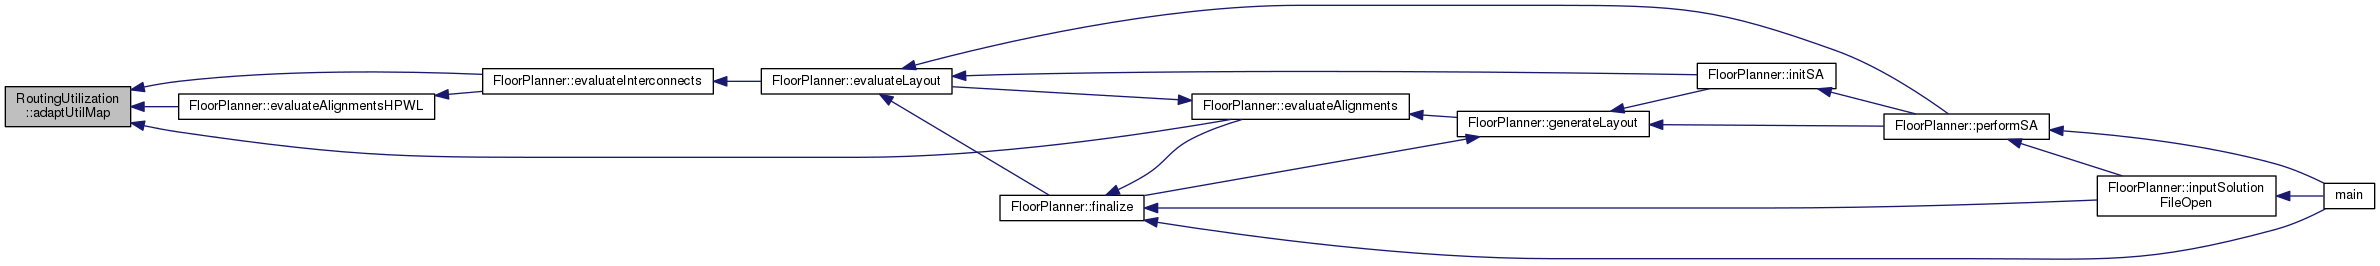 RoutingUtilization
::adaptUtilMap
FloorPlanner::evaluateAlignmentsHPWL
FloorPlanner::evaluateInterconnects
FloorPlanner::evaluateLayout
FloorPlanner::evaluateAlignments
FloorPlanner::finalize
FloorPlanner::generateLayout
FloorPlanner::initSA
FloorPlanner::performSA
FloorPlanner::inputSolution
FileOpen
main